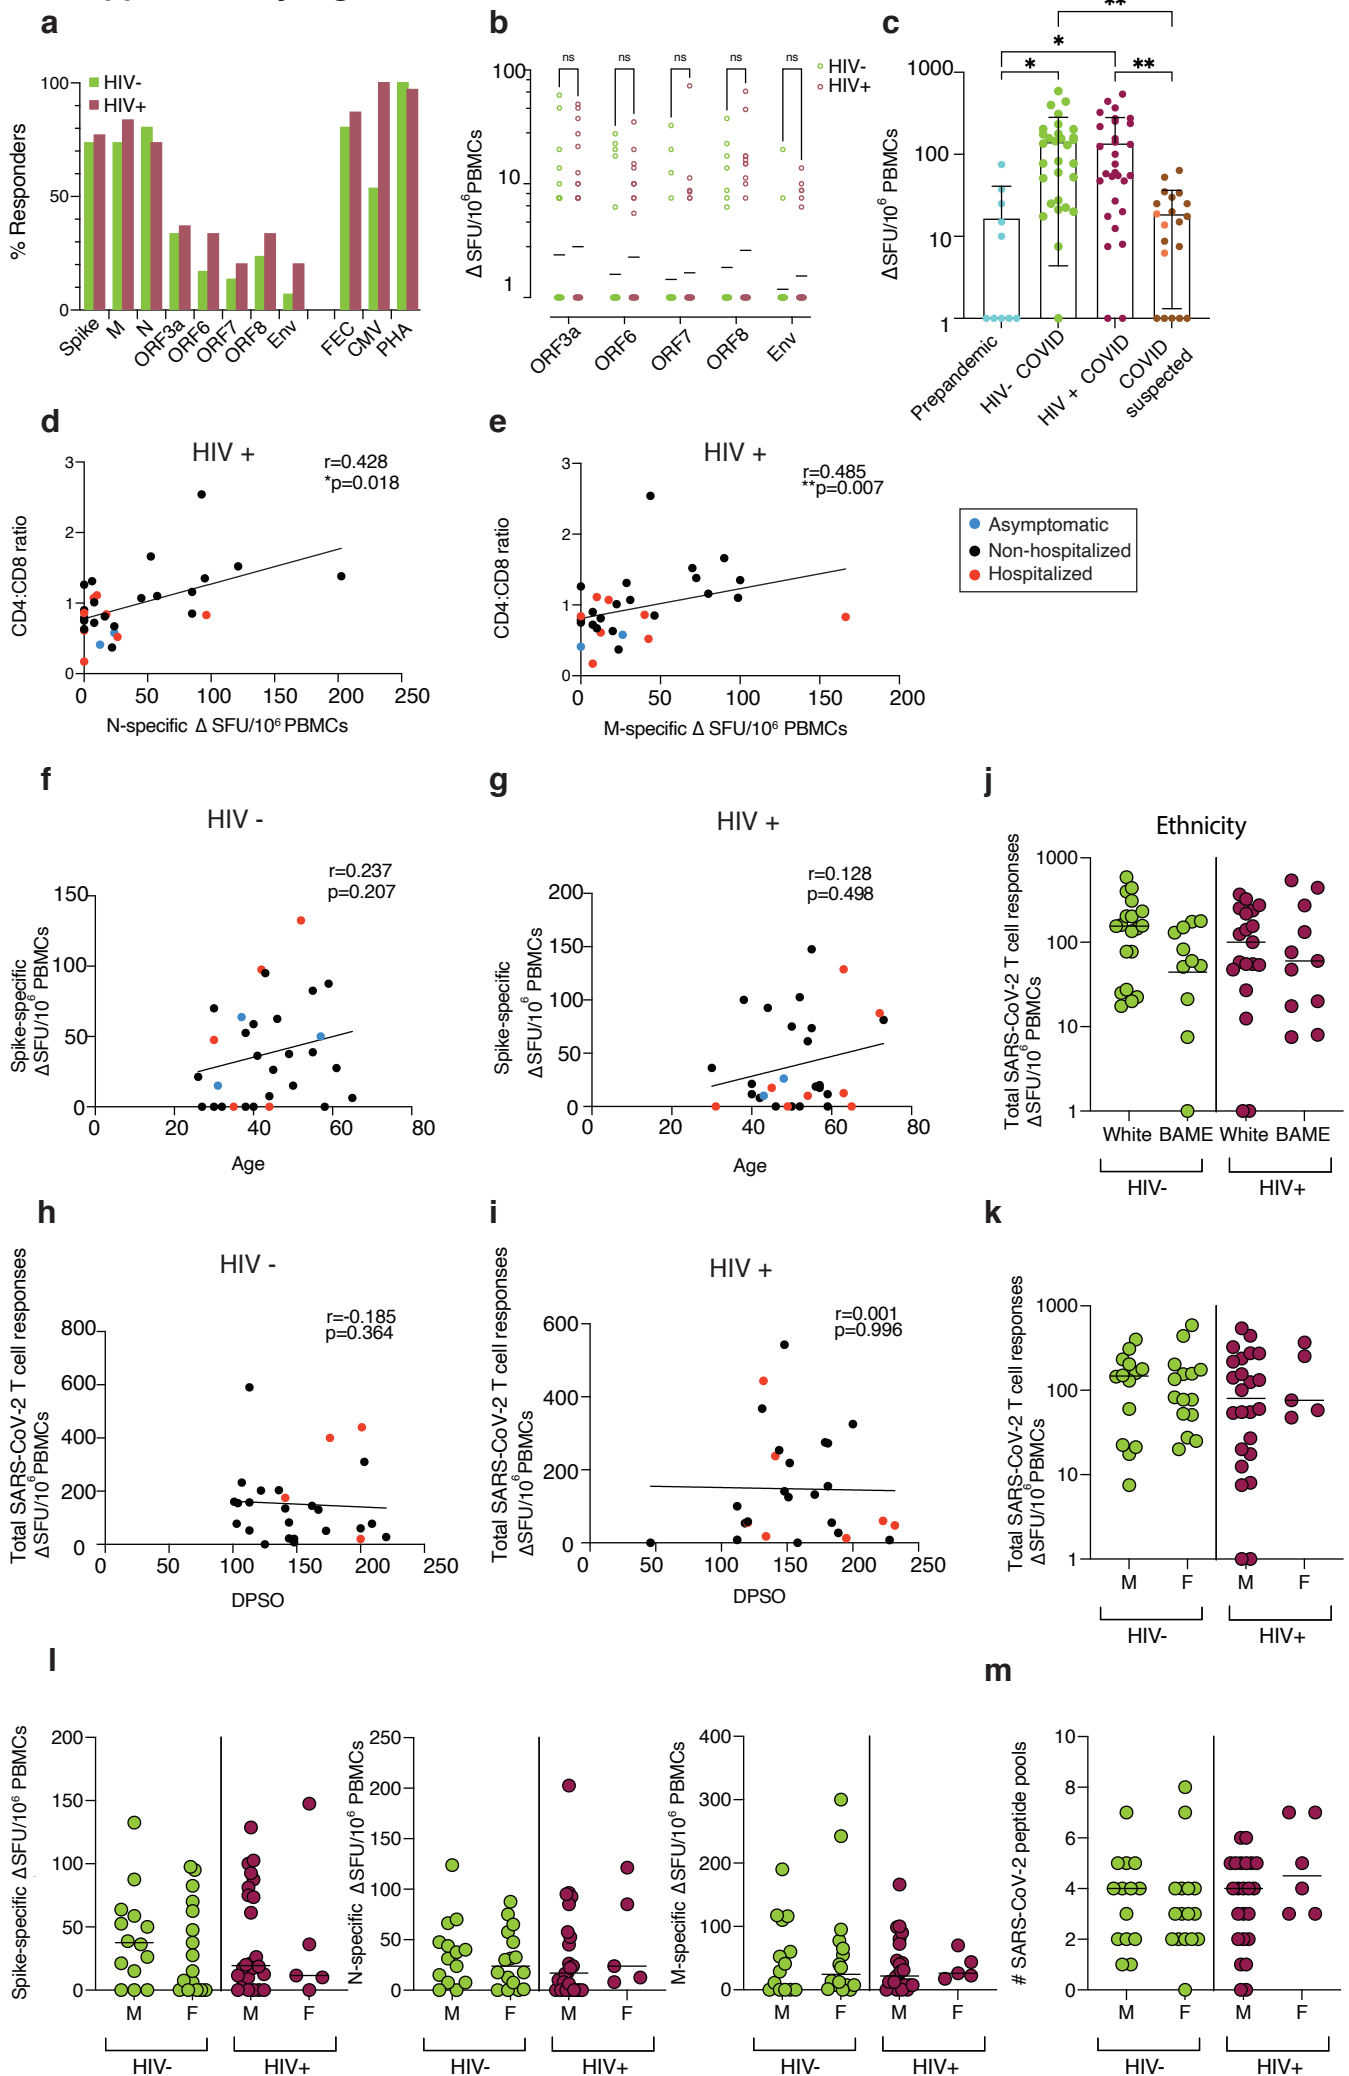 a
HIV-
HIV+
% Responders
100
50
0
Spike
M
N
ORF3a
ORF6
ORF7
ORF8
Env
FEC
CMV
PHA
b
ns
ns
ns
ns
ns
HIV-
HIV+
Δ SFU/10⁶ PBMCs
100
10
1
ORF3a
ORF6
ORF7
ORF8
Env
c
**
*
*
**
ΔSFU/10⁶ PBMCs
1000
100
10
1
Prepandemic
HIV- COVID
HIV + COVID
COVID
suspected
d
HIV +
r=0.428
*p=0.018
CD4:CD8 ratio
3
2
1
0
0 50 100 150 200 250
N-specific Δ SFU/10⁶ PBMCs
e
HIV +
r=0.485
**p=0.007
CD4:CD8 ratio
3
2
1
0
0 50 100 150 200
M-specific Δ SFU/10⁶ PBMCs
Asymptomatic
Non-hospitalized
Hospitalized
f
HIV -
r=0.237
p=0.207
Spike-specific
ΔSFU/10⁶ PBMCs
150
100
50
0
0 20 40 60 80
Age
g
HIV +
r=0.128
p=0.498
Spike-specific
ΔSFU/10⁶ PBMCs
200
150
100
50
0
0 20 40 60 80
Age
j
Ethnicity
Total SARS-CoV-2 T cell responses
ΔSFU/10⁶ PBMCs
1000
100
10
1
White BAME White BAME
HIV- HIV+
h
HIV -
r=-0.185
p=0.364
Total SARS-CoV-2 T cell responses
ΔSFU/10⁶ PBMCs
800
600
400
200
0
0 50 100 150 200 250
DPSO
i
HIV +
r=0.001
p=0.996
Total SARS-CoV-2 T cell responses
ΔSFU/10⁶ PBMCs
600
400
200
0
0 50 100 150 200 250
DPSO
k
Total SARS-CoV-2 T cell responses
ΔSFU/10⁶ PBMCs
1000
100
10
1
M F M F
HIV- HIV+
l
Spike-specific ΔSFU/10⁶ PBMCs
200
150
100
50
0
M F M F
HIV- HIV+
N-specific ΔSFU/10⁶ PBMCs
250
200
150
100
50
0
M F M F
HIV- HIV+
M-specific ΔSFU/10⁶ PBMCs
400
300
200
100
0
M F M F
HIV- HIV+
m
# SARS-CoV-2 peptide pools
10
8
6
4
2
0
M F M F
HIV- HIV+